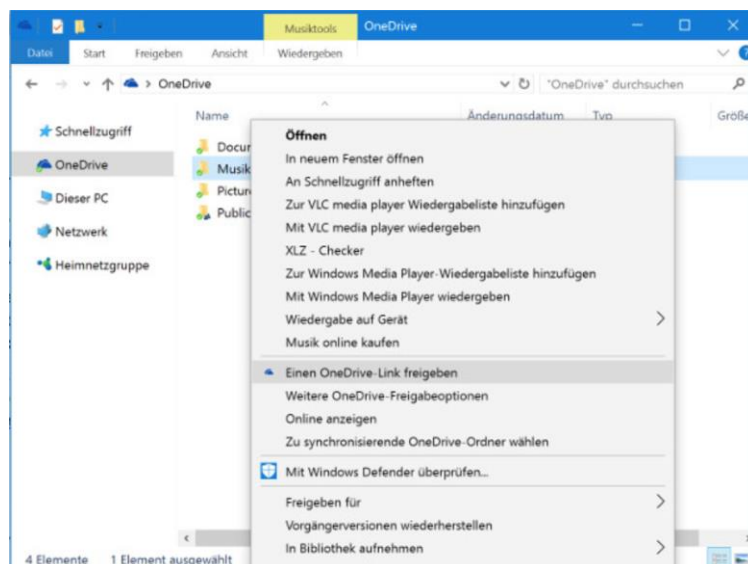 Musiktools
OneDrive
Datei Start Freigeben Ansicht Wiedergeben
OneDrive
"OneDrive" durchsuchen
Name Änderungsdatum Typ Größe
Schnellzugriff
OneDrive
Dieser PC
Netzwerk
Heimnetzgruppe
Docur
Musik
Pictur
Public
Öffnen
In neuem Fenster öffnen
An Schnellzugriff anheften
Zur VLC media player Wiedergabeliste hinzufügen
Mit VLC media player wiedergeben
XLZ - Checker
Zur Windows Media Player-Wiedergabeliste hinzufügen
Mit Windows Media Player wiedergeben
Wiedergabe auf Gerät
Musik online kaufen
Einen OneDrive-Link freigeben
Weitere OneDrive-Freigabeoptionen
Online anzeigen
Zu synchronisierende OneDrive-Ordner wählen
Mit Windows Defender überprüfen...
Freigeben für
Vorgängerversionen wiederherstellen
In Bibliothek aufnehmen
4 Elemente 1 Element ausgewählt